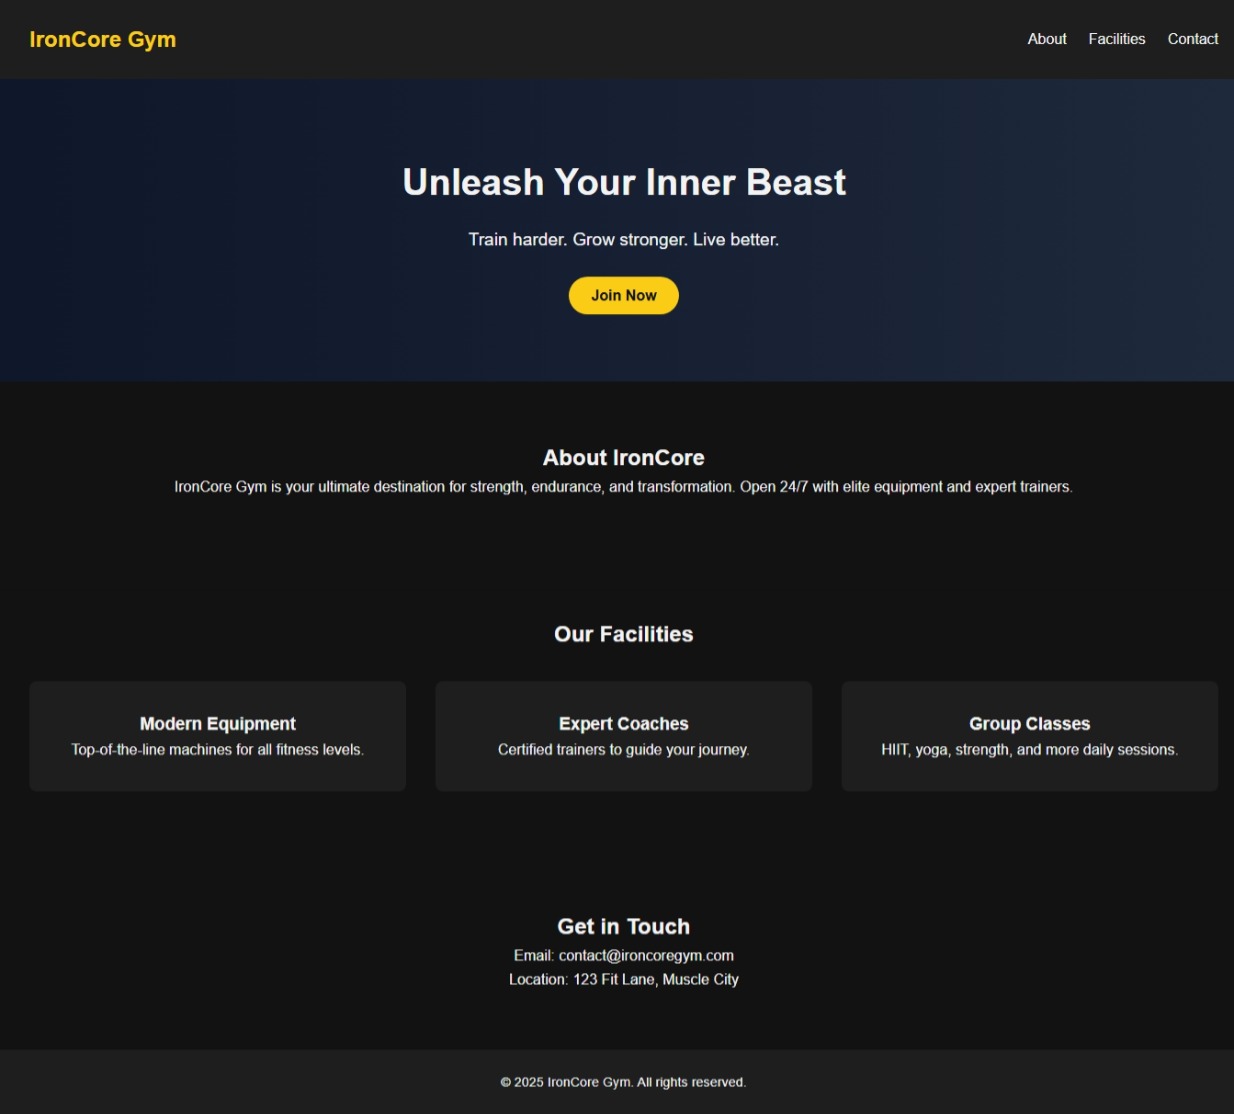 IronCore Gym
About
Facilities
Contact
Unleash Your Inner Beast
Train harder. Grow stronger. Live better.
Join Now
About IronCore
IronCore Gym is your ultimate destination for strength, endurance, and transformation. Open 24/7 with elite equipment and expert trainers.
Our Facilities
Modern Equipment
Top-of-the-line machines for all fitness levels.
Expert Coaches
Certified trainers to guide your journey.
Group Classes
HIIT, yoga, strength, and more daily sessions.
Get in Touch
Email: contact@ironcoregym.com
Location: 123 Fit Lane, Muscle City
© 2025 IronCore Gym. All rights reserved.